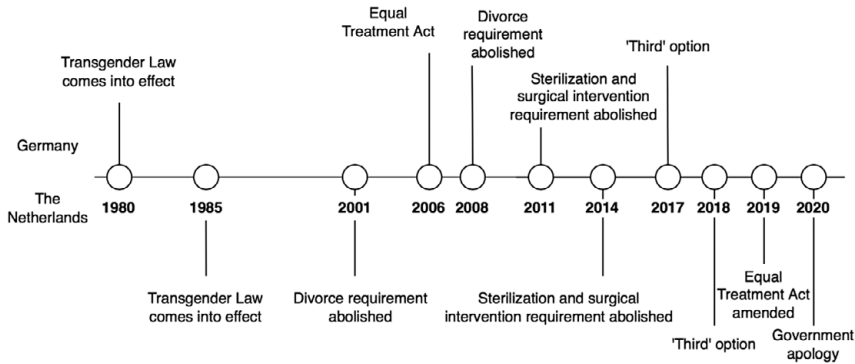 Equal
Treatment Act
Divorce
requirement
abolished
'Third' option
Transgender Law
comes into effect
Sterilization and
surgical intervention
requirement abolished
Germany
The
Netherlands
1980 1985 2001 2006 2008 2011 2014 2017 2018 2019 2020
Transgender Law
comes into effect
Divorce requirement
abolished
Sterilization and surgical
intervention requirement abolished
'Third' option
Equal
Treatment Act
amended
Government
apology